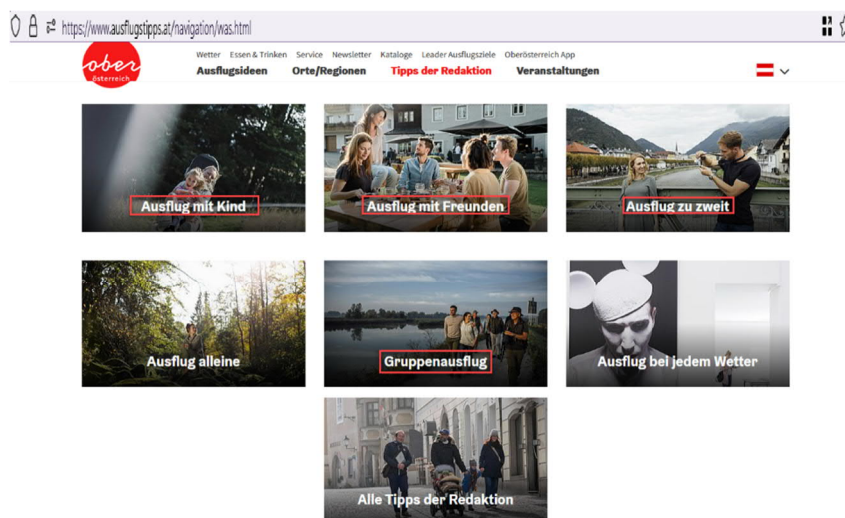 https://www.ausflugstipps.at/navigation/was.html
ober
österreich
Wetter Essen & Trinken Service Newsletter Kataloge Leader Ausflugsziele Oberösterreich App
Ausflugsideen Orte/Regionen Tipps der Redaktion Veranstaltungen
Ausflug mit Kind Ausflug mit Freunden Ausflug zu zweit
Ausflug alleine Gruppenausflug Ausflug bei jedem Wetter
Alle Tipps der Redaktion